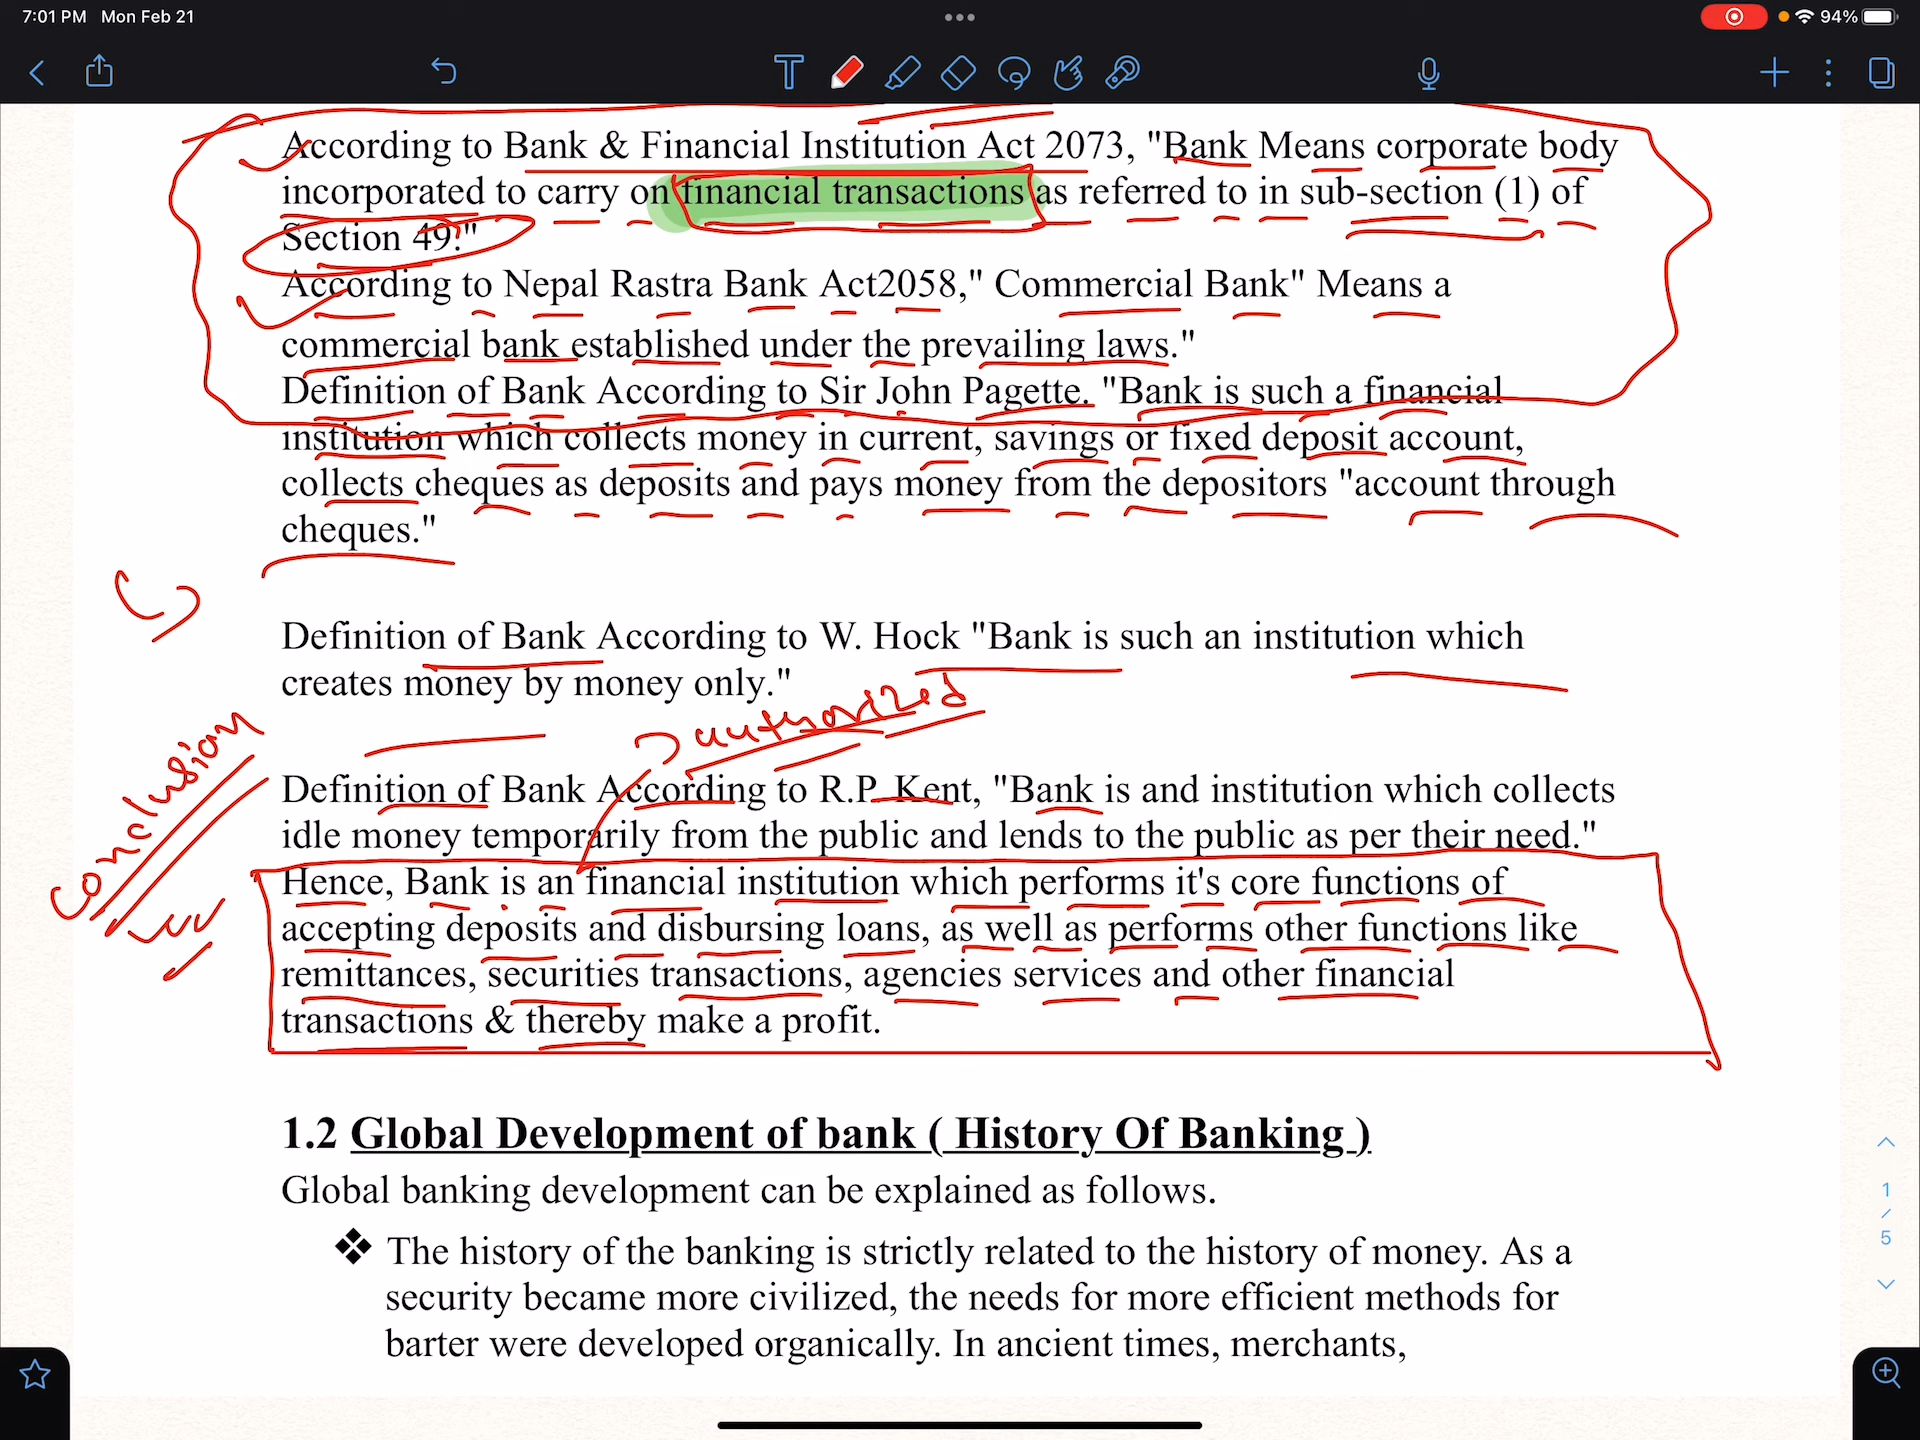 7:01 PM Mon Feb 21
94%
According to Bank & Financial Institution Act 2073, "Bank Means corporate body
incorporated to carry on financial transactions as referred to in sub-section (1) of
Section 49."
According to Nepal Rastra Bank Act2058," Commercial Bank" Means a
commercial bank established under the prevailing laws."
Definition of Bank According to Sir John Pagette. "Bank is such a financial
institution which collects money in current, savings or fixed deposit account,
collects cheques as deposits and pays money from the depositors "account through
cheques."
Definition of Bank According to W. Hock "Bank is such an institution which
creates money by money only."
authorized
conclusion
Definition of Bank According to R.P. Kent, "Bank is and institution which collects
idle money temporarily from the public and lends to the public as per their need."
Hence, Bank is an financial institution which performs it's core functions of
accepting deposits and disbursing loans, as well as performs other functions like
remittances, securities transactions, agencies services and other financial
transactions & thereby make a profit.
1.2 Global Development of bank ( History Of Banking )
Global banking development can be explained as follows.
❖ The history of the banking is strictly related to the history of money. As a
security became more civilized, the needs for more efficient methods for
barter were developed organically. In ancient times, merchants,
1
/
5